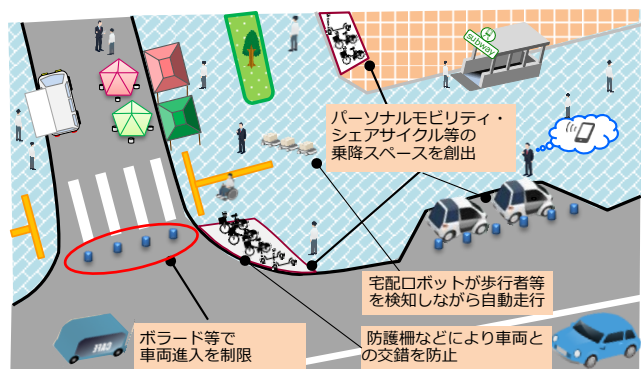 subway
パーソナルモビリティ・
シェアサイクル等の
乗降スペースを創出
宅配ロボットが歩行者等
を検知しながら自動走行
ボラード等で
車両進入を制限
防護柵などにより車両と
の交錯を防止